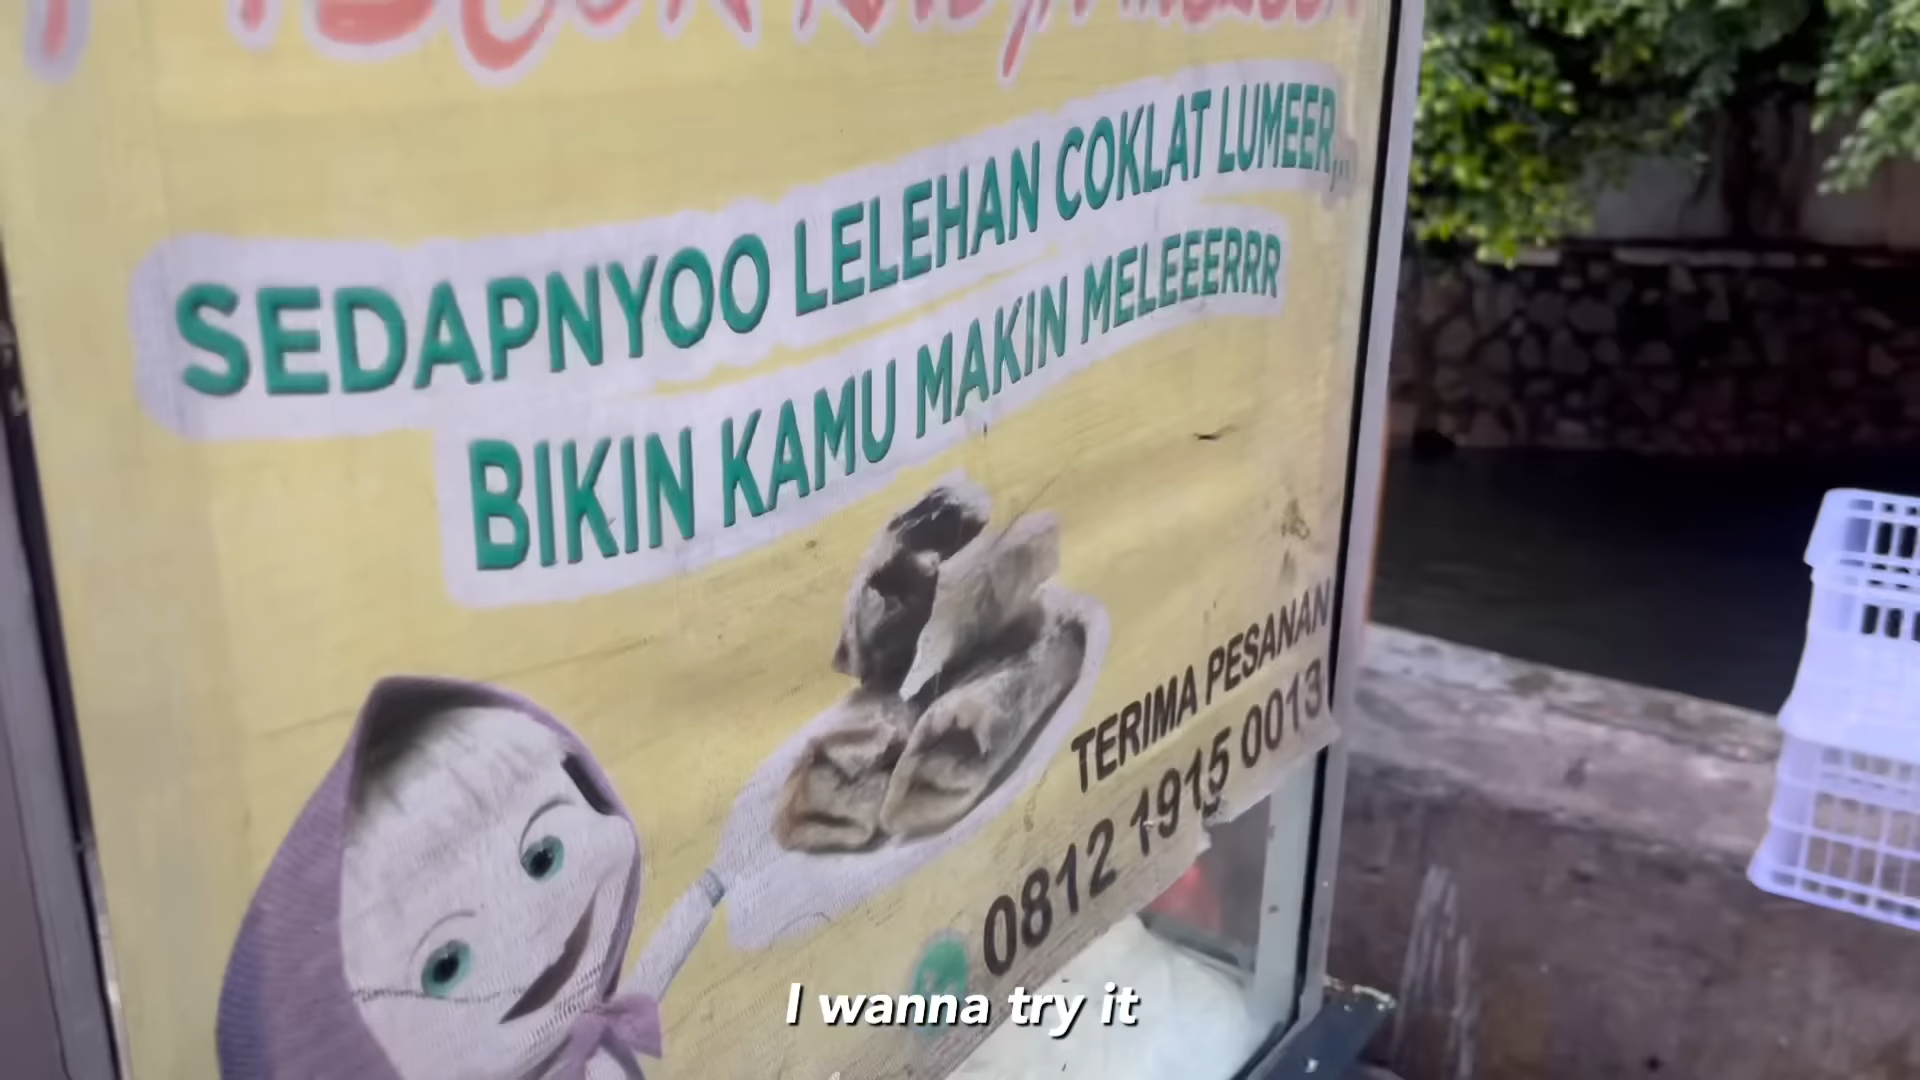 SEDAPNYOO LELEHAN COKLAT LUMEER,..
BIKIN KAMU MAKIN MELEEERRR
TERIMA PESANAN
0812 1915 0013
I wanna try it